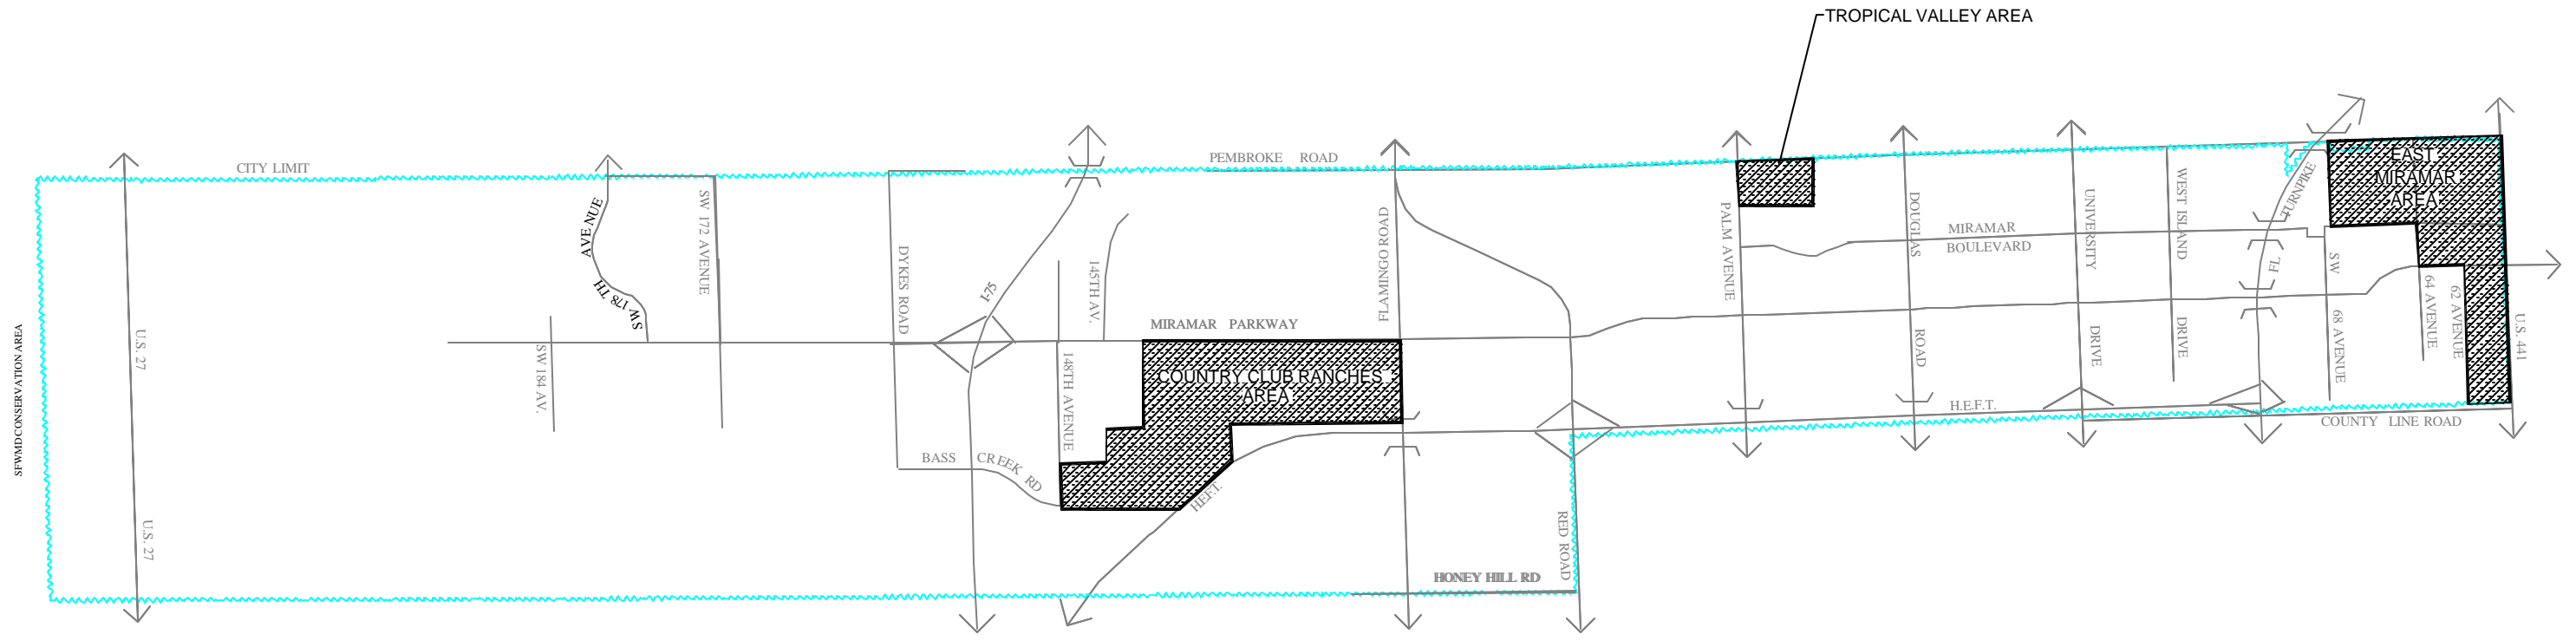 TROPICAL VALLEY AREA
CITY LIMIT
PEMBROKE ROAD
EAST
MIRAMAR
AREA
TURNPIKE
WEST ISLAND
DRIVE
UNIVERSITY
DRIVE
DOUGLAS
ROAD
PALM AVENUE
MIRAMAR
BOULEVARD
FL
SW
68 AVENUE
64 AVENUE
62 AVENUE
U.S. 441
SW 178 TH
AVE NUE
SW 172 AVENUE
DYKES ROAD
I-75
145TH AV.
FLAMINGO ROAD
MIRAMAR PARKWAY
SFWMD CONSERVATION AREA
U.S. 27
U.S. 27
SW 184 AV.
148TH AVENUE
COUNTRY CLUB RANCHES
AREA
H.E.F.T.
COUNTY LINE ROAD
BASS CREEK RD
H.E.F.T.
RED ROAD
HONEY HILL RD